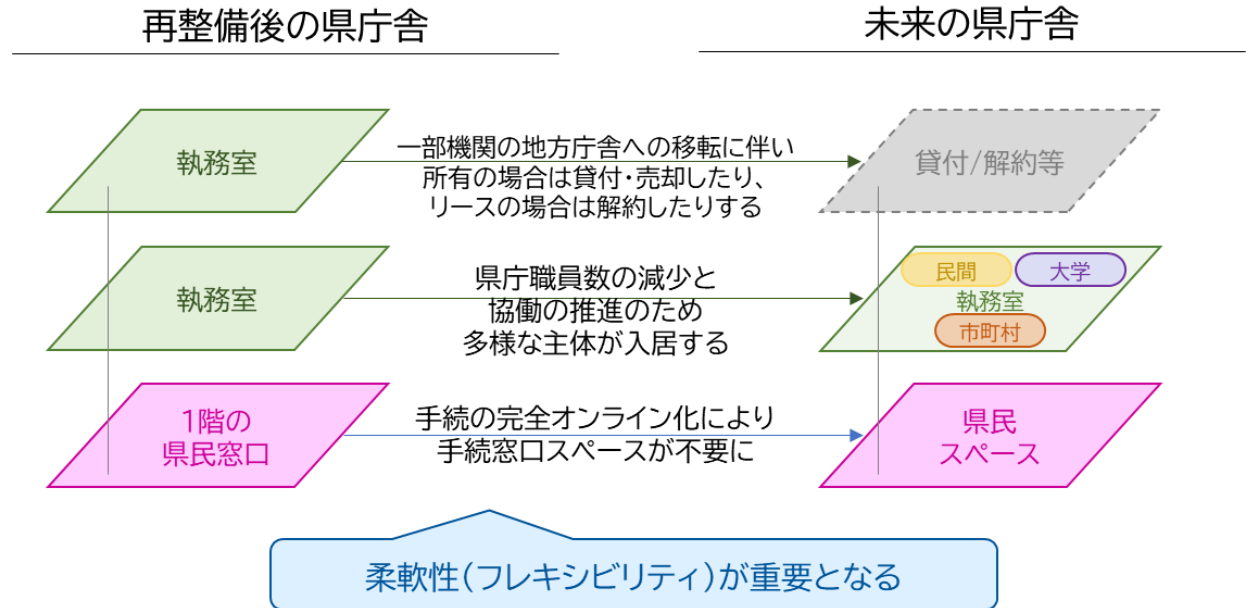 再整備後の県庁舎
未来の県庁舎
執務室
一部機関の地方庁舎への移転に伴い
所有の場合は貸付・売却したり、
リースの場合は解約したりする
貸付/解約等
執務室
県庁職員数の減少と
協働の推進のため
多様な主体が入居する
民間
大学
執務室
市町村
1階の
県民窓口
手続の完全オンライン化により
手続窓口スペースが不要に
県民
スペース
柔軟性(フレキシビリティ)が重要となる